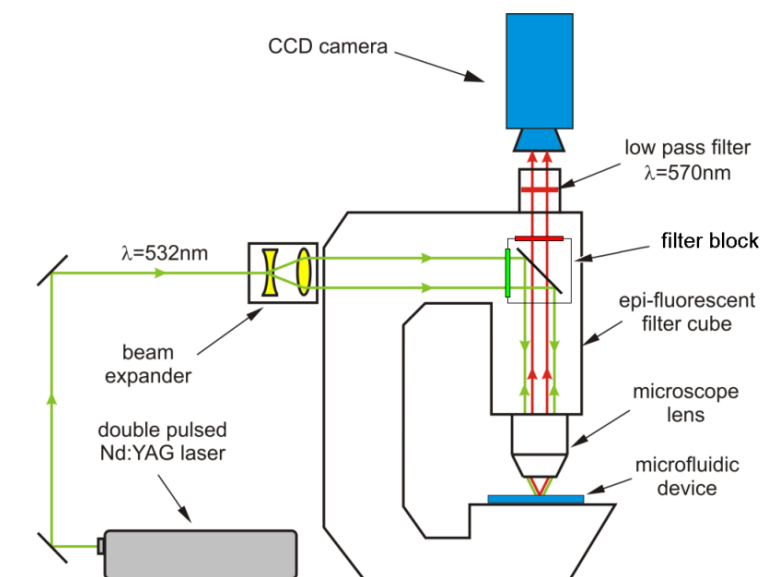 CCD camera
low pass filter
λ=570nm
λ=532nm
filter block
epi-fluorescent
filter cube
beam
expander
microscope
lens
double pulsed
Nd:YAG laser
microfluidic
device